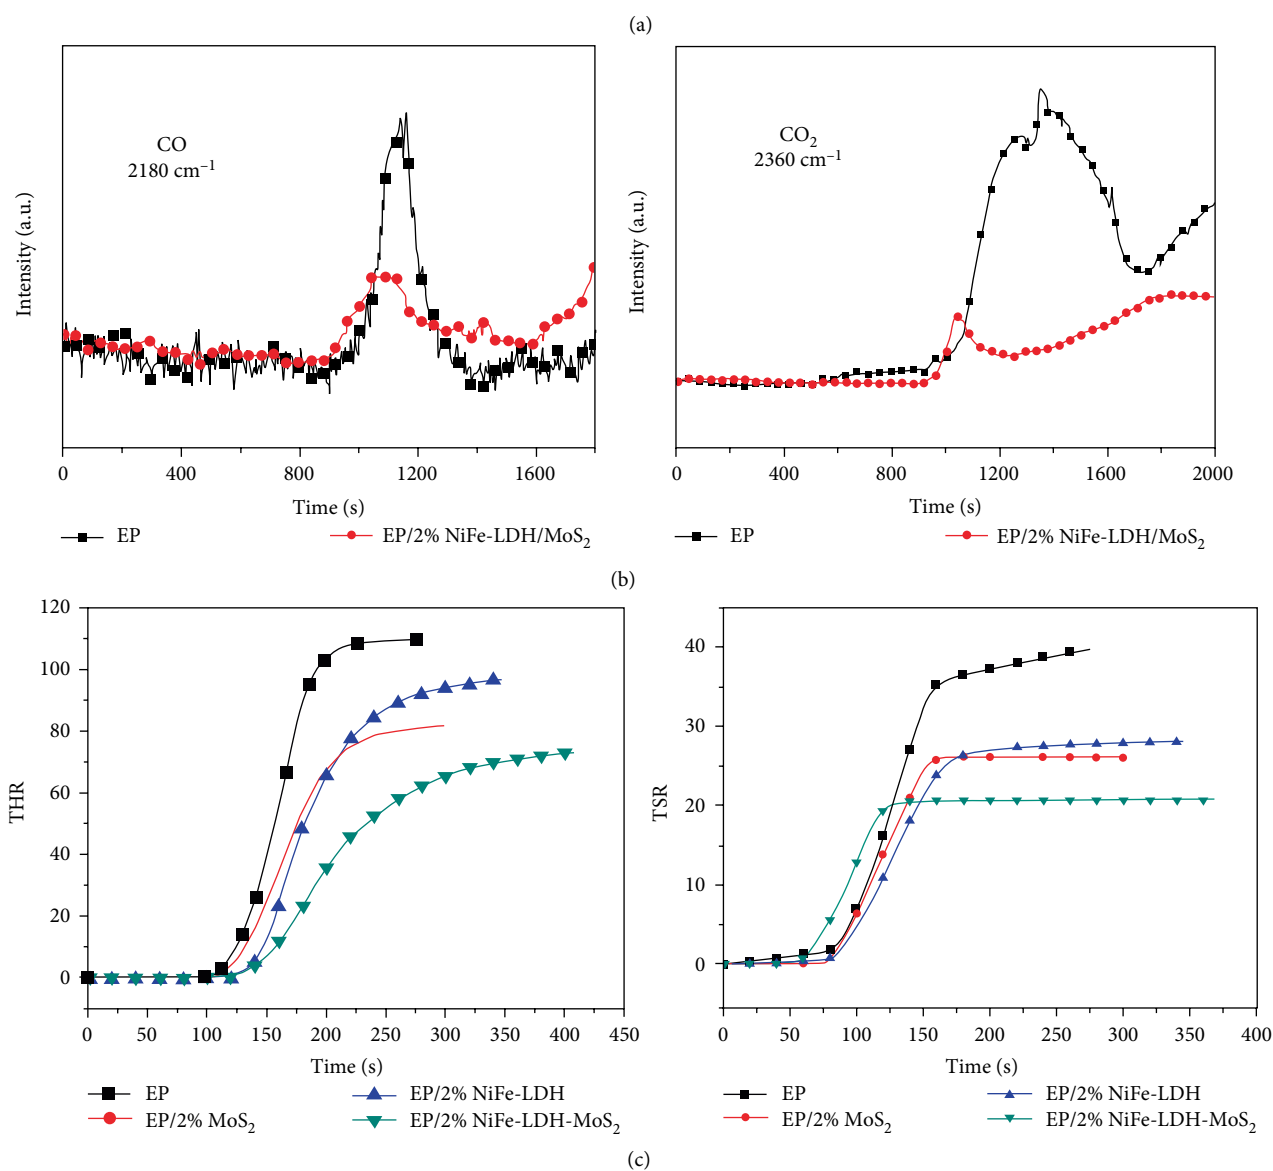 (a)
CO
2180 cm⁻¹
Intensity (a.u.)
0 400 800 1200 1600
Time (s)
EP EP/2% NiFe-LDH/MoS₂
CO₂
2360 cm⁻¹
Intensity (a.u.)
0 400 800 1200 1600 2000
Time (s)
EP EP/2% NiFe-LDH/MoS₂
(b)
120
100
80
60
40
20
0
THR
0 50 100 150 200 250 300 350 400 450
Time (s)
EP EP/2% NiFe-LDH
EP/2% MoS₂ EP/2% NiFe-LDH-MoS₂
40
30
20
10
0
TSR
0 50 100 150 200 250 300 350 400
Time (s)
EP EP/2% NiFe-LDH
EP/2% MoS₂ EP/2% NiFe-LDH-MoS₂
(c)